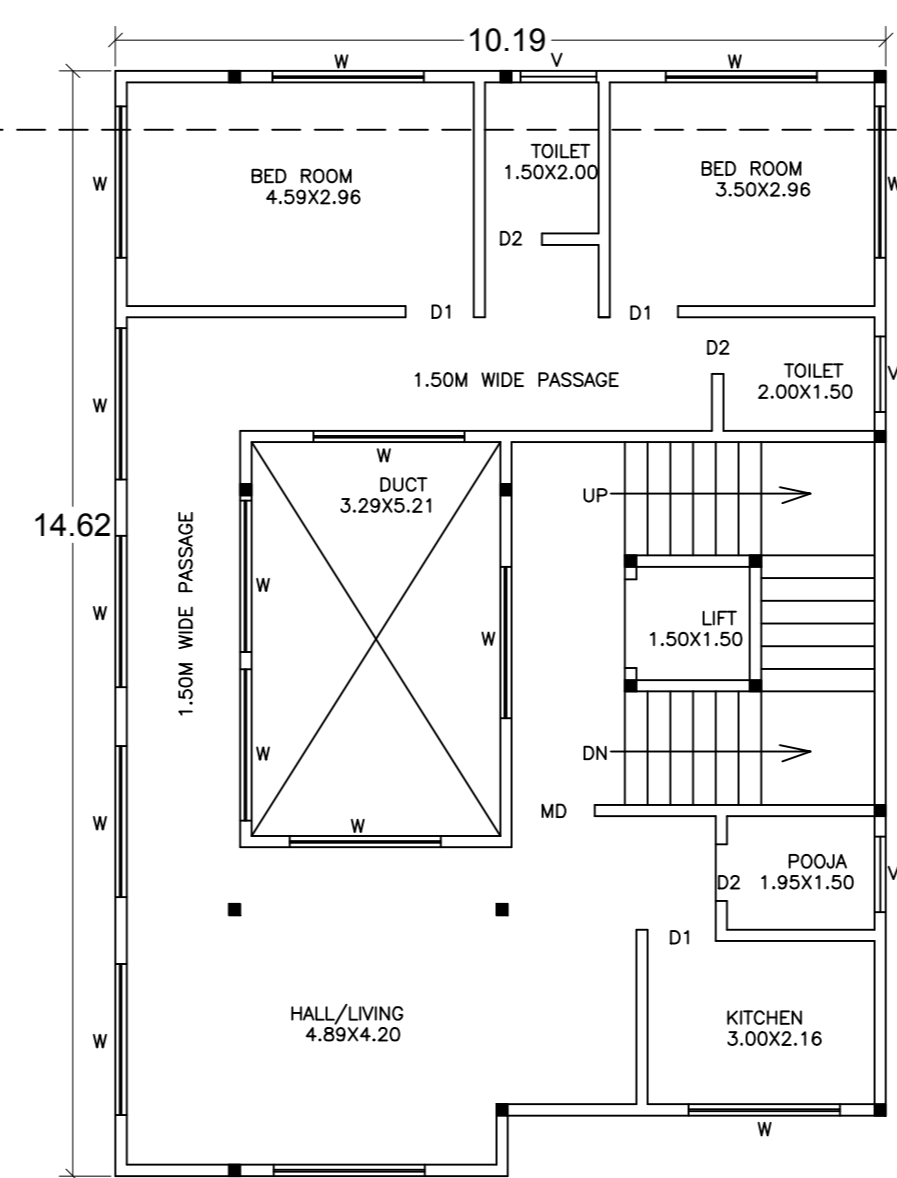 10.19
W
V
W
BED ROOM
4.59X2.96
TOILET
1.50X2.00
BED ROOM
3.50X2.96
W
W
D2
D1
D1
D2
1.50M WIDE PASSAGE
TOILET
2.00X1.50
V
W
W
DUCT
3.29X5.21
UP
14.62
1.50M WIDE PASSAGE
W
W
W
LIFT
1.50X1.50
W
DN
W
W
MD
POOJA
1.95X1.50
V
D2
D1
HALL/LIVING
4.89X4.20
KITCHEN
3.00X2.16
W
W